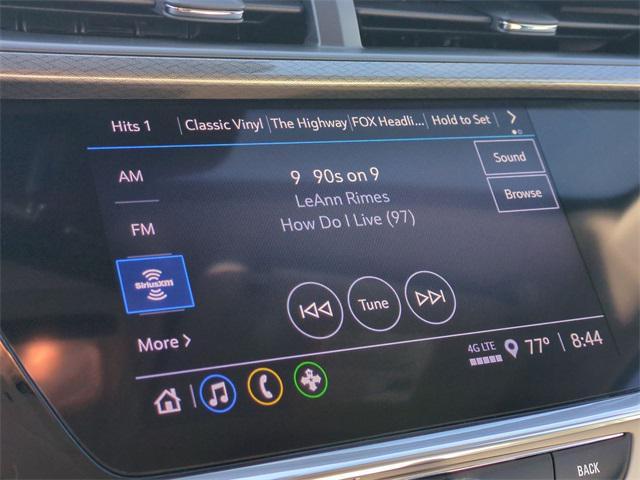 Hits 1 | Classic Vinyl | The Highway | FOX Headli... | Hold to Set
AM
9 90s on 9
Sound
LeAnn Rimes
Browse
How Do I Live (97)
FM
SiriusXM
Tune
More >
4G LTE 77° | 8:44
BACK